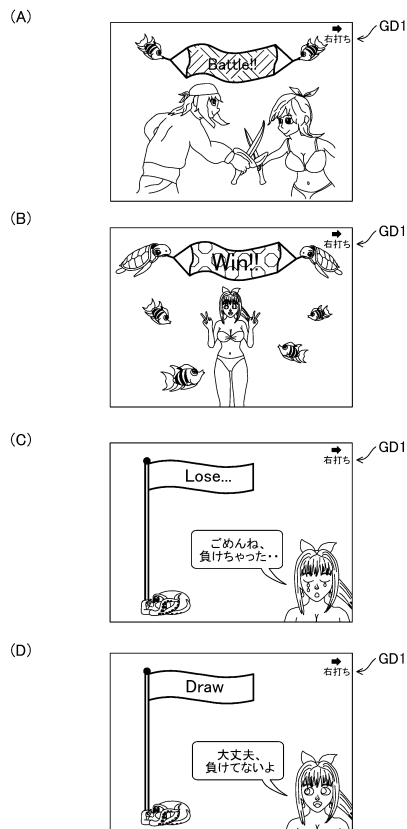 (A)
➡
右打ち
GD1
Battle!!
(B)
➡
右打ち
GD1
Win!!
(C)
➡
右打ち
GD1
Lose...
ごめんね、
負けちゃった・・
(D)
➡
右打ち
GD1
Draw
大丈夫、
負けてないよ